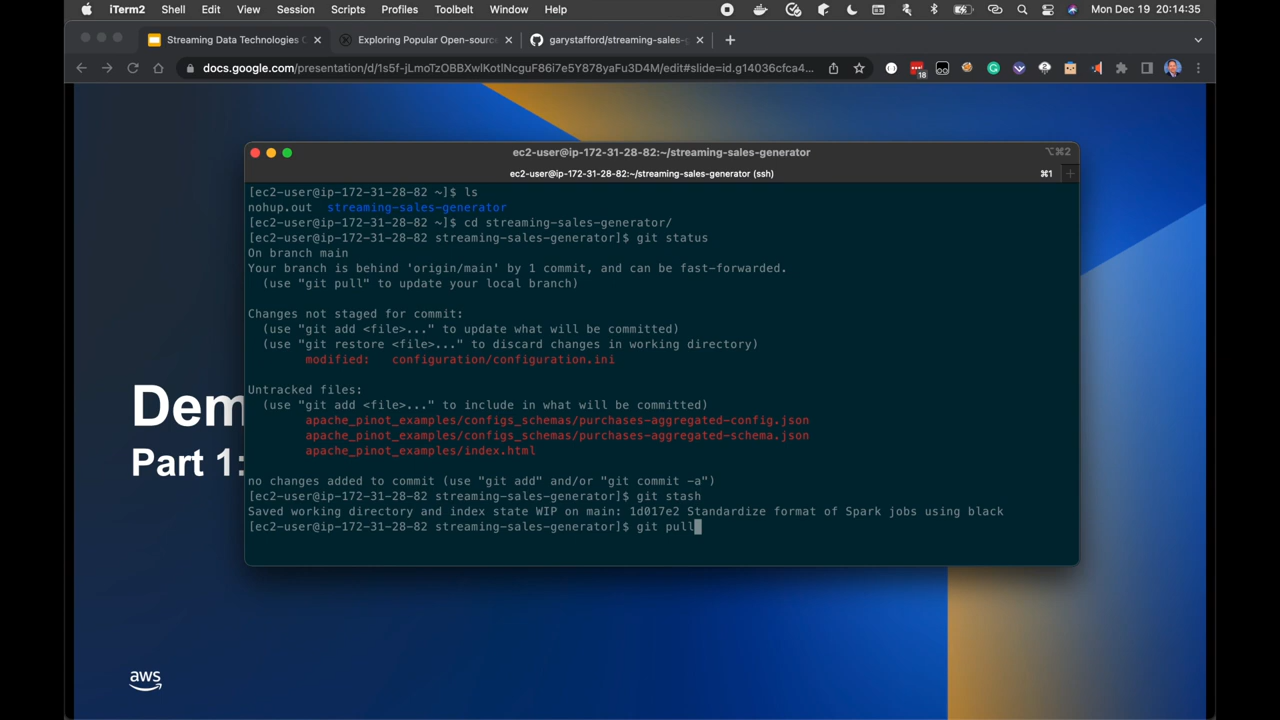 iTerm2 Shell Edit View Session Scripts Profiles Toolbelt Window Help Mon Dec 19 20:14:35
Streaming Data Technologies Exploring Popular Open-source garystafford/streaming-sales-g
docs.google.com/presentation/d/1s5f-jLmoTzOBBXwlKotlNcguF86i7e5Y878yaFu3D4M/edit#slide=id.g14036cfca4... 18
ec2-user@ip-172-31-28-82:~/streaming-sales-generator ⌥⌘2
ec2-user@ip-172-31-28-82:~/streaming-sales-generator (ssh) ⌘1
[ec2-user@ip-172-31-28-82 ~]$ ls
nohup.out streaming-sales-generator
[ec2-user@ip-172-31-28-82 ~]$ cd streaming-sales-generator/
[ec2-user@ip-172-31-28-82 streaming-sales-generator]$ git status
On branch main
Your branch is behind 'origin/main' by 1 commit, and can be fast-forwarded.
(use "git pull" to update your local branch)
Changes not staged for commit:
(use "git add <file>..." to update what will be committed)
(use "git restore <file>..." to discard changes in working directory)
modified: configuration/configuration.ini
Untracked files:
(use "git add <file>..." to include in what will be committed)
apache_pinot_examples/configs_schemas/purchases-aggregated-config.json
apache_pinot_examples/configs_schemas/purchases-aggregated-schema.json
apache_pinot_examples/index.html
no changes added to commit (use "git add" and/or "git commit -a")
[ec2-user@ip-172-31-28-82 streaming-sales-generator]$ git stash
Saved working directory and index state WIP on main: 1d017e2 Standardize format of Spark jobs using black
[ec2-user@ip-172-31-28-82 streaming-sales-generator]$ git pull
Dem
Part 1:
aws